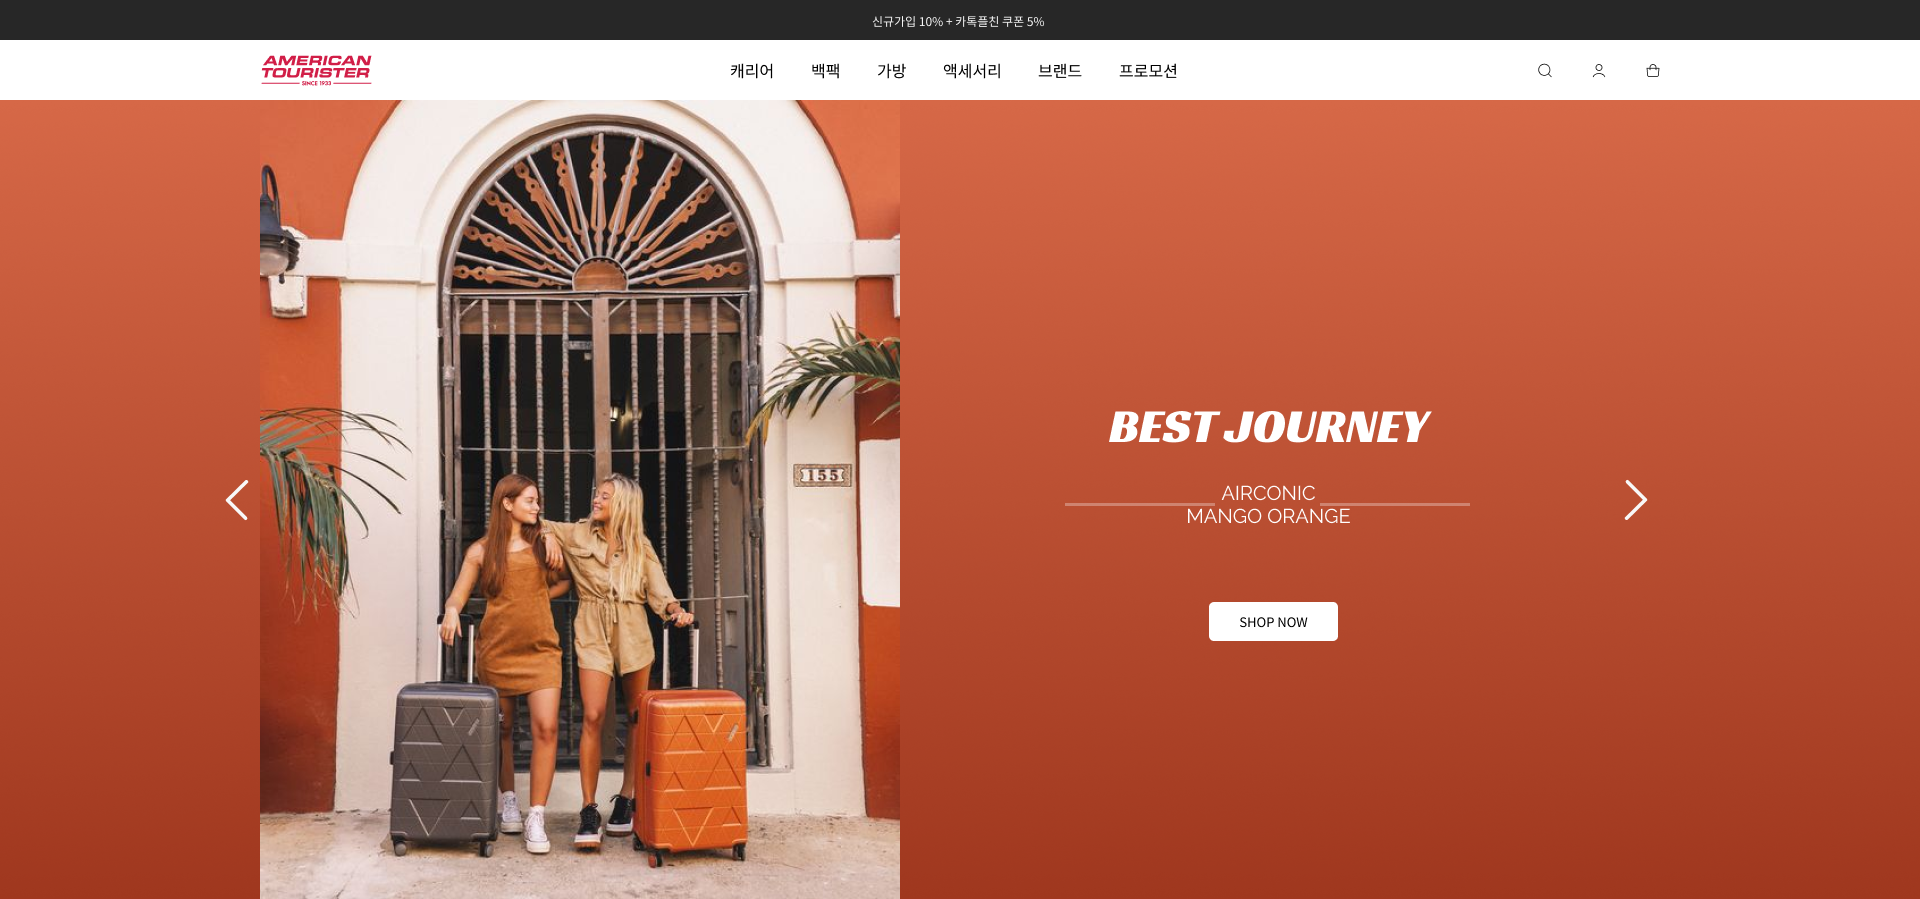 신규가입 10% + 카톡플친 쿠폰 5%
AMERICAN
TOURISTER
SINCE 1933
캐리어 백팩 가방 액세서리 브랜드 프로모션
155
BEST JOURNEY
AIRCONIC
MANGO ORANGE
SHOP NOW